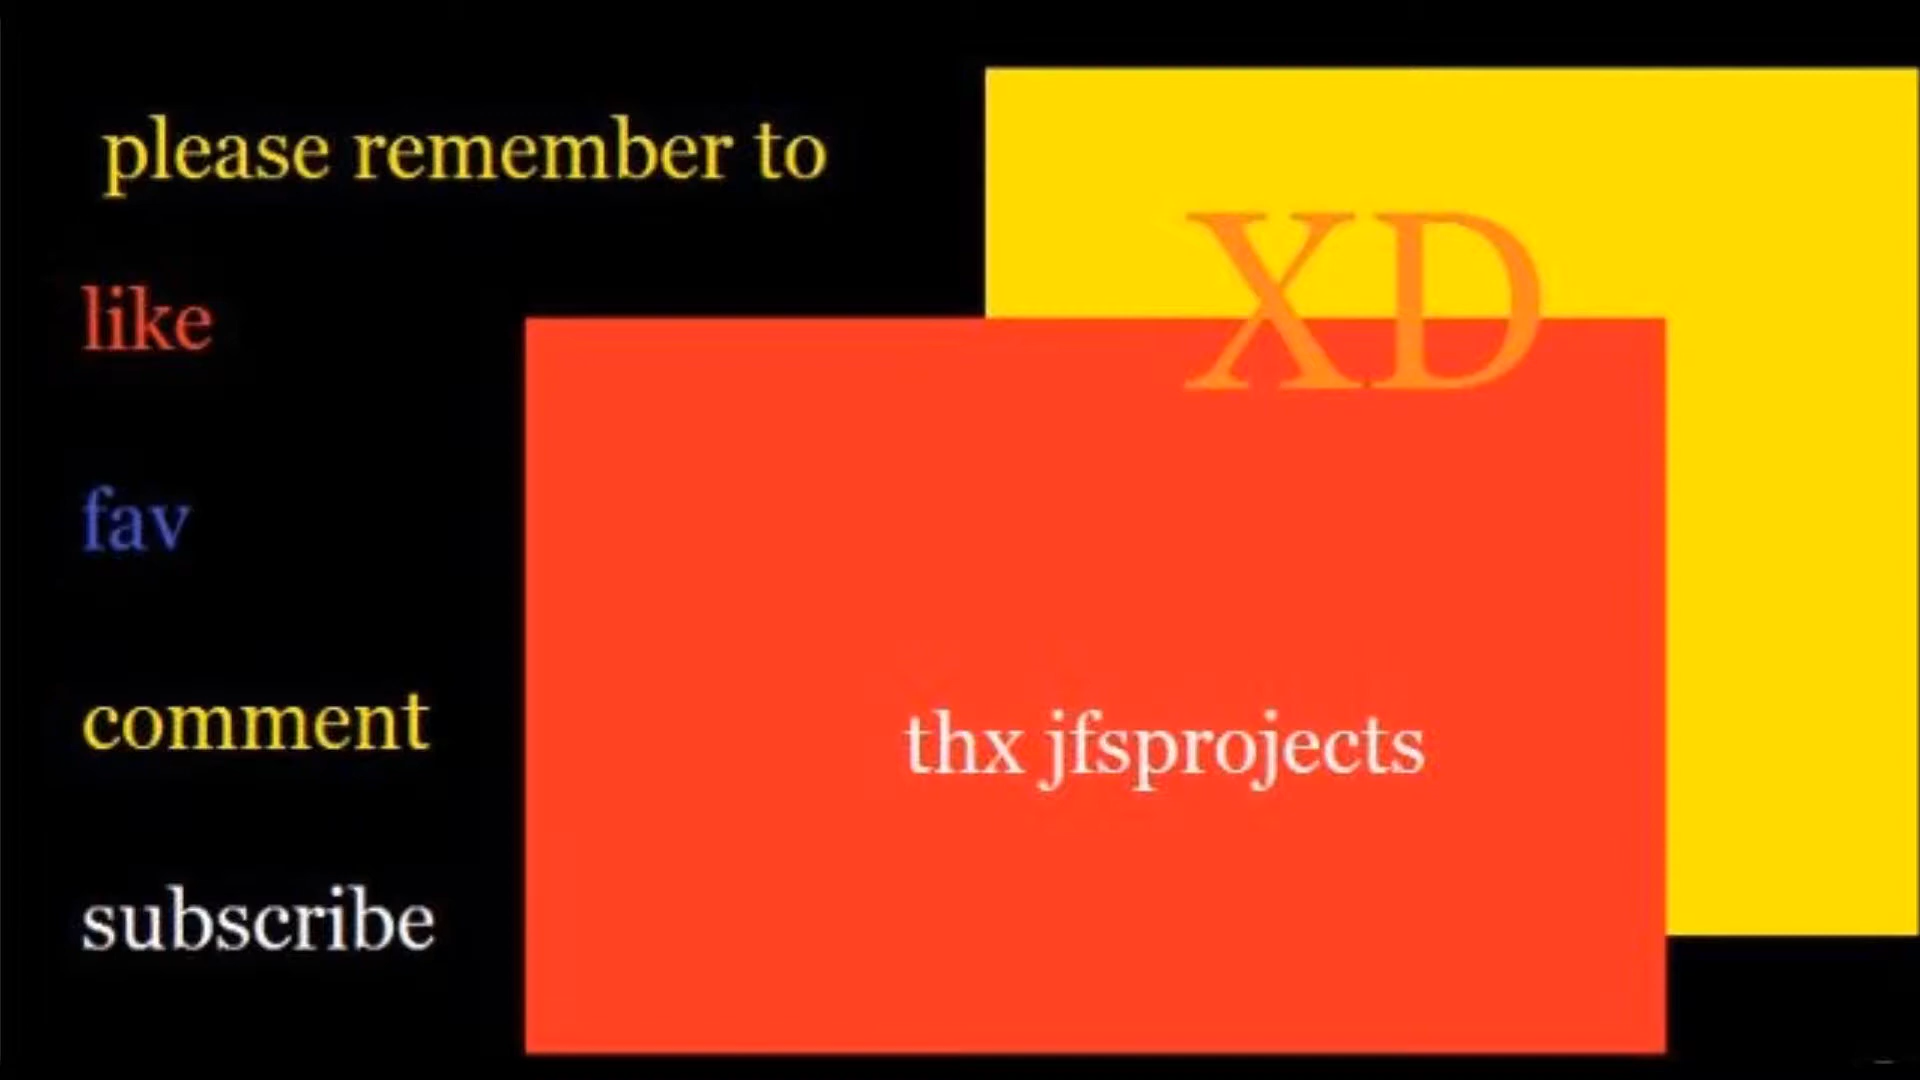 please remember to
like
fav
comment
subscribe
XD
thx jfsprojects